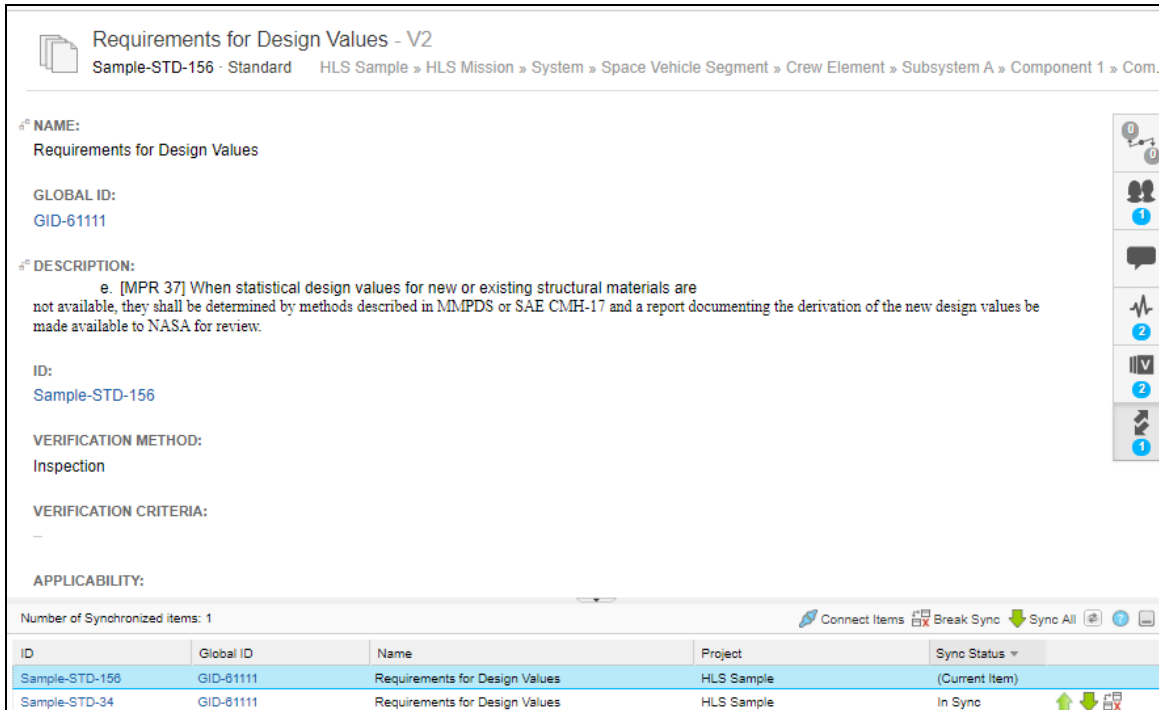 Requirements for Design Values - V2
Sample-STD-156 · Standard HLS Sample » HLS Mission » System » Space Vehicle Segment » Crew Element » Subsystem A » Component 1 » Com.
NAME:
Requirements for Design Values
GLOBAL ID:
GID-61111
DESCRIPTION:
e. [MPR 37] When statistical design values for new or existing structural materials are
not available, they shall be determined by methods described in MMPDS or SAE CMH-17 and a report documenting the derivation of the new design values be
made available to NASA for review.
ID:
Sample-STD-156
VERIFICATION METHOD:
Inspection
VERIFICATION CRITERIA:
–
APPLICABILITY:
0
0
1
2
V
2
1
Number of Synchronized items: 1 Connect Items Break Sync Sync All ?
ID Global ID Name Project Sync Status
Sample-STD-156 GID-61111 Requirements for Design Values HLS Sample (Current Item)
Sample-STD-34 GID-61111 Requirements for Design Values HLS Sample In Sync